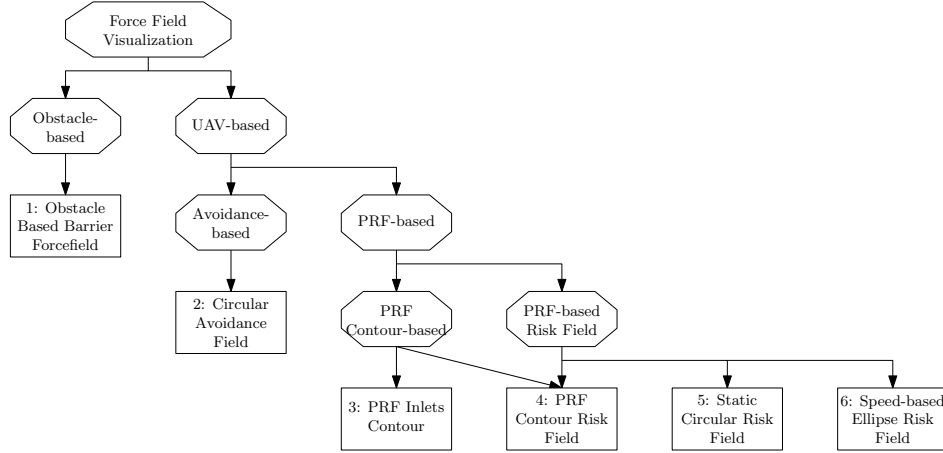 Force Field
Visualization
Obstacle-
based
UAV-based
1: Obstacle
Based Barrier
Forcefield
Avoidance-
based
PRF-based
2: Circular
Avoidance
Field
PRF
Contour-based
PRF-based
Risk Field
3: PRF Inlets
Contour
4: PRF
Contour Risk
Field
5: Static
Circular Risk
Field
6: Speed-based
Ellipse Risk
Field